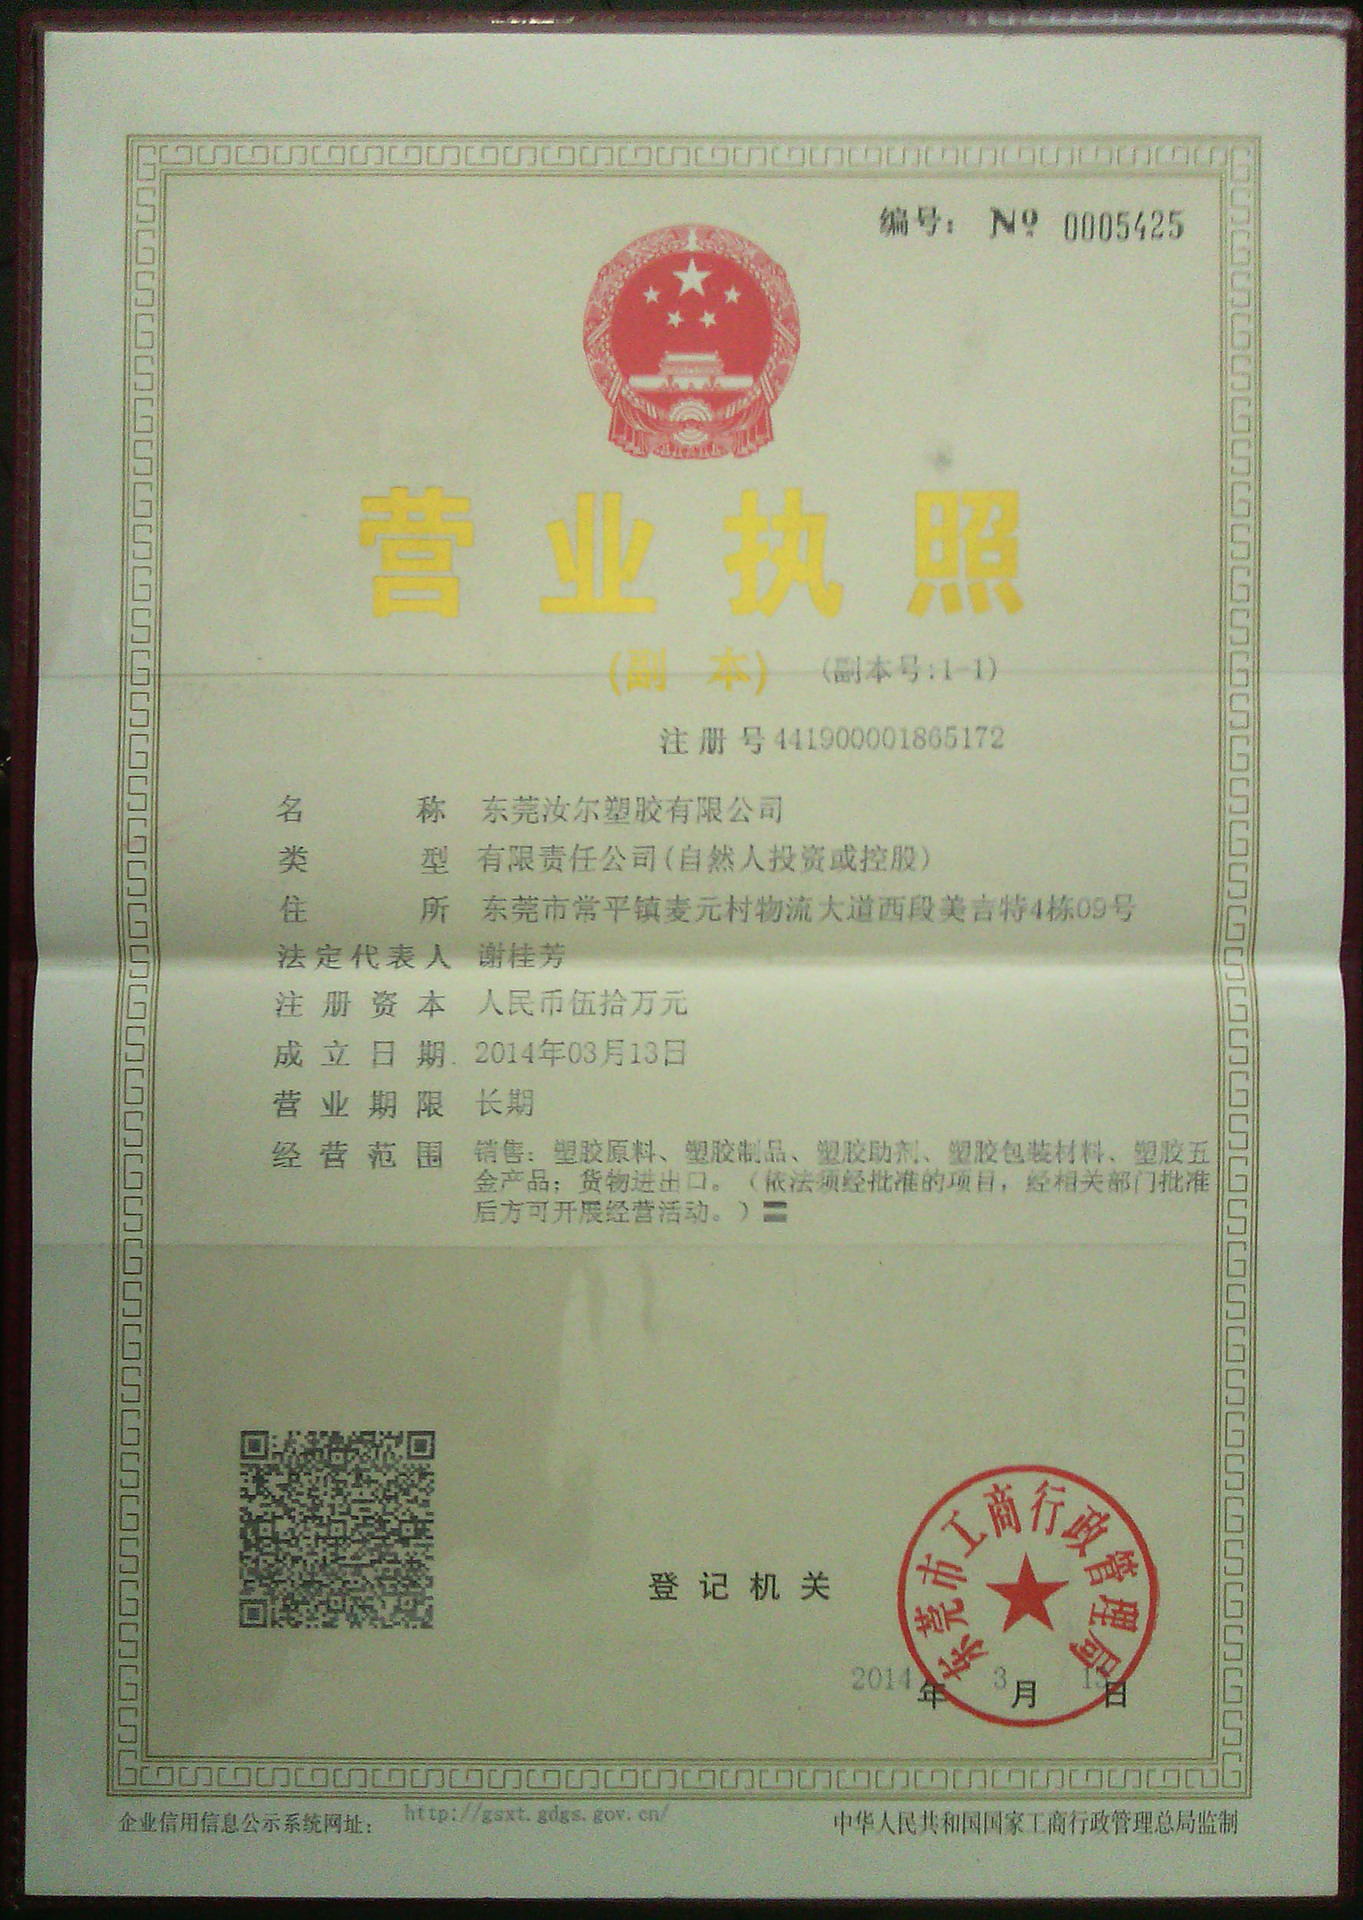 编号： № 0005425
营业执照
(副 本) (副本号:1-1)
注册号441900001865172
名称 东莞汝尔塑胶有限公司
类型 有限责任公司(自然人投资或控股)
住所 东莞市常平镇麦元村物流大道西段美吉特4栋09号
法定代表人 谢桂芳
注册资本 人民币伍拾万元
成立日期 2014年03月13日
营业期限 长期
经营范围 销售：塑胶原料、塑胶制品、塑胶助剂、塑胶包装材料、塑胶五
金产品；货物进出口。（依法须经批准的项目，经相关部门批准
后方可开展经营活动。）
东莞市工商行政管理局
登记机关
2014年 3月 13日
企业信用信息公示系统网址： http://gsxt.gdgs.gov.cn/
中华人民共和国国家工商行政管理总局监制